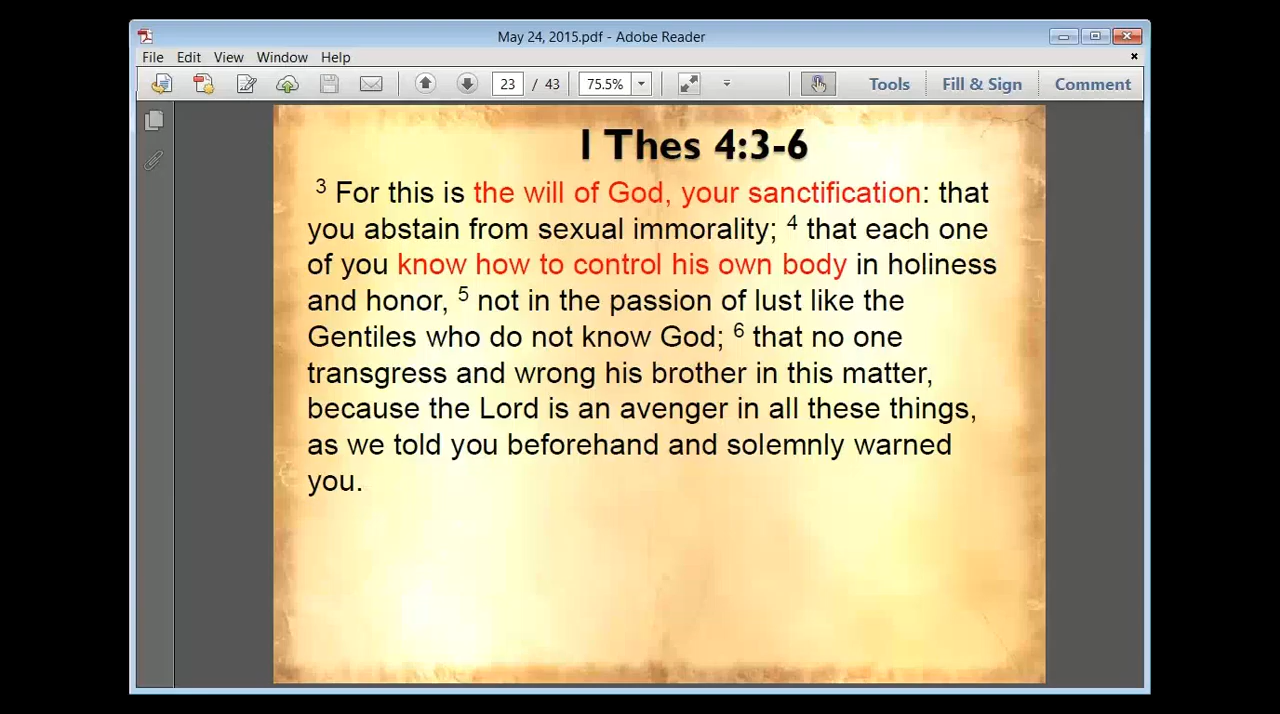 May 24, 2015.pdf - Adobe Reader
File Edit View Window Help
23 / 43 75.5% Tools Fill & Sign Comment
I Thes 4:3-6
3 For this is the will of God, your sanctification: that
you abstain from sexual immorality; 4 that each one
of you know how to control his own body in holiness
and honor, 5 not in the passion of lust like the
Gentiles who do not know God; 6 that no one
transgress and wrong his brother in this matter,
because the Lord is an avenger in all these things,
as we told you beforehand and solemnly warned
you.